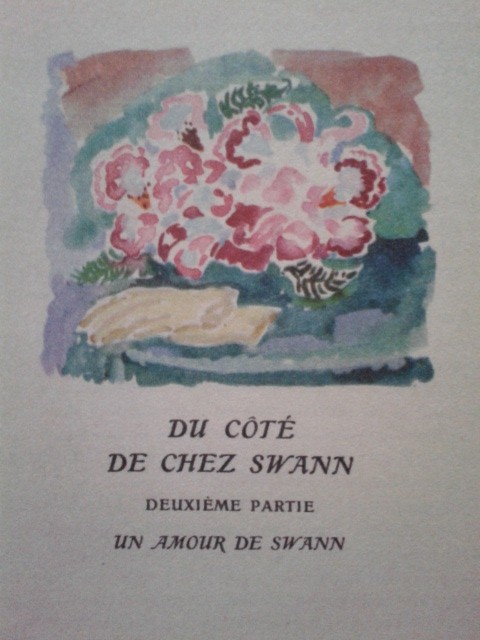 DU CÔTÉ
DE CHEZ SWANN
DEUXIÈME PARTIE
UN AMOUR DE SWANN